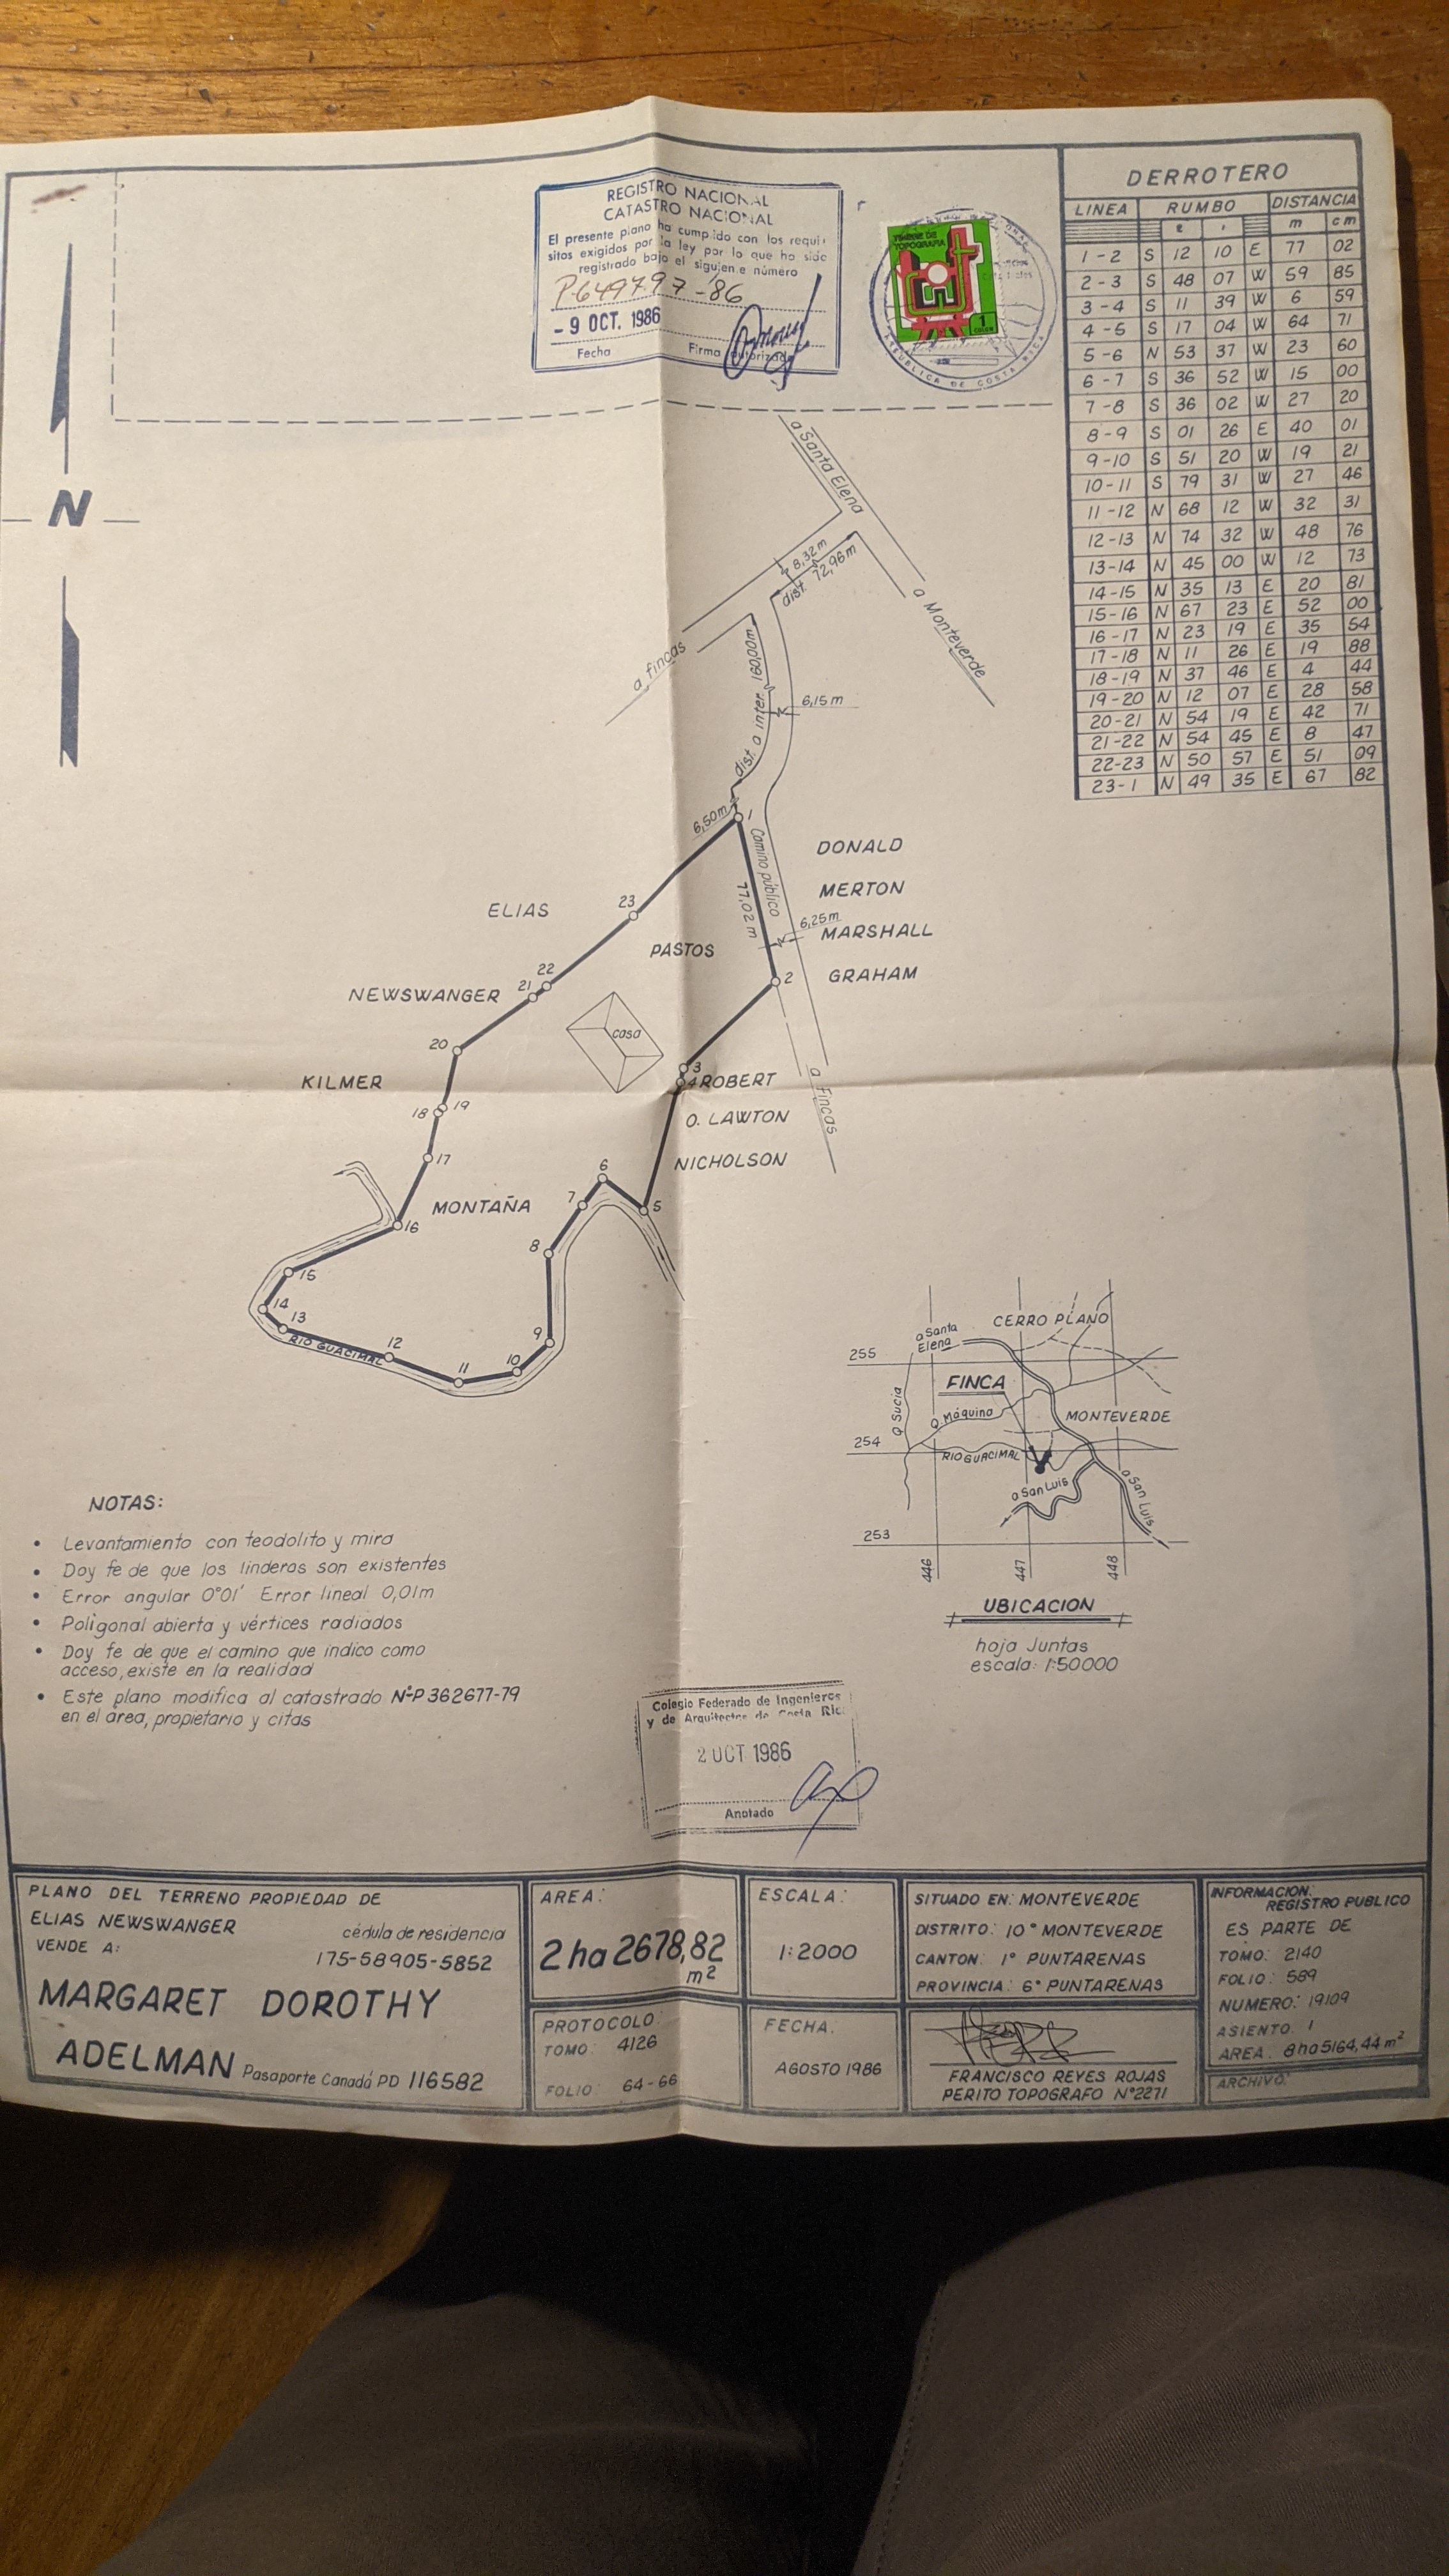 REGISTRO NACIONAL
CATASTRO NACIONAL
El presente plano ha cumplido con los requi-
sitos exigidos por la ley por lo que ha sido
registrado bajo el siguiente número
P-649797-86
- 9 OCT. 1986
Fecha
Firma autorizada
TIMBRE DE
TOPOGRAFIA
1
COLON
REPUBLICA DE COSTA RICA
DERROTERO
LINEA RUMBO DISTANCIA
° ' m cm
1-2 S 12 10 E 77 02
2-3 S 48 07 W 59 85
3-4 S 11 39 W 6 59
4-5 S 17 04 W 64 71
5-6 N 53 37 W 23 60
6-7 S 36 52 W 15 00
7-8 S 36 02 W 27 20
8-9 S 01 26 E 40 01
9-10 S 51 20 W 19 21
10-11 S 79 31 W 27 46
11-12 N 68 12 W 32 31
12-13 N 74 32 W 48 76
13-14 N 45 00 W 12 73
14-15 N 35 13 E 20 81
15-16 N 67 23 E 52 00
16-17 N 23 19 E 35 54
17-18 N 11 26 E 19 88
18-19 N 37 46 E 4 44
19-20 N 12 07 E 28 58
20-21 N 54 19 E 42 71
21-22 N 54 45 E 8 47
22-23 N 50 57 E 51 09
23-1 N 49 35 E 67 82
N
a Santa Elena
8,32m
dist. 72,96m
a Monteverde
a fincas
dist. a inter. 160,00m
6,15m
6,50m
1
Camino público
77,02 m
6,25m
DONALD
MERTON
MARSHALL
GRAHAM
ELIAS
23
PASTOS
2
22
21
NEWSWANGER
casa
20
KILMER
3
4
ROBERT
O. LAWTON
NICHOLSON
a Fincas
18
19
17
6
7
5
MONTAÑA
16
8
15
14
13
RIO GUACIMAL
12
9
10
11
CERRO PLANO
a Santa
Elena
255
FINCA
Q Sucia
Q. Máquina
MONTEVERDE
254
RIO GUACIMAL
a San Luis
a San Luis
253
446
447
448
UBICACION
hoja Juntas
escala: 1:50000
NOTAS:
• Levantamiento con teodolito y mira
• Doy fe de que los linderos son existentes
• Error angular 0°01' Error lineal 0,01m
• Poligonal abierta y vértices radiados
• Doy fe de que el camino que indico como
acceso, existe en la realidad
• Este plano modifica al catastrado N°P 362677-79
en el área, propietario y citas
Colegio Federado de Ingenieros
y de Arquitectos de Costa Rica
2 OCT 1986
Anotado
PLANO DEL TERRENO PROPIEDAD DE
ELIAS NEWSWANGER cédula de residencia
VENDE A: 175-58905-5852
MARGARET DOROTHY
ADELMAN Pasaporte Canadá PD 116582
AREA:
2 ha 2678,82
m²
PROTOCOLO:
TOMO: 4126
FOLIO: 64-66
ESCALA:
1:2000
FECHA.
AGOSTO 1986
SITUADO EN: MONTEVERDE
DISTRITO: 10° MONTEVERDE
CANTON: 1° PUNTARENAS
PROVINCIA: 6° PUNTARENAS
FRANCISCO REYES ROJAS
PERITO TOPOGRAFO N°2271
INFORMACION:
REGISTRO PUBLICO
ES PARTE DE
TOMO: 2140
FOLIO: 589
NUMERO: 19109
ASIENTO. 1
AREA. 8ha5164,44m²
ARCHIVO: